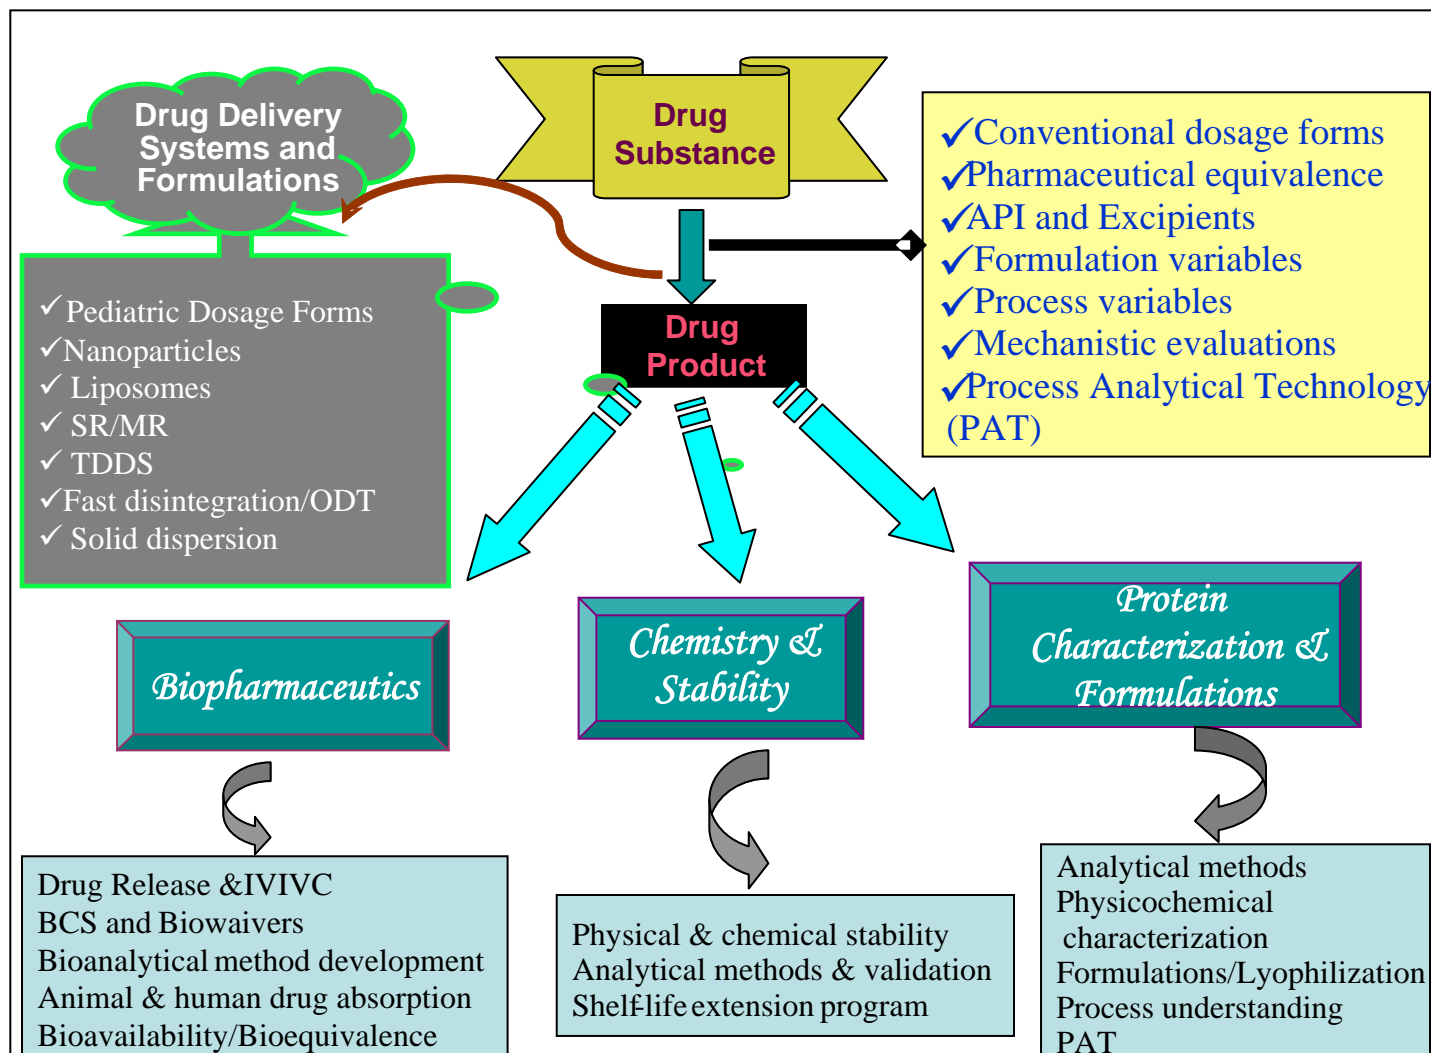 Drug Delivery
Systems and
Formulations
✓ Pediatric Dosage Forms
✓Nanoparticles
✓ Liposomes
✓ SR/MR
✓ TDDS
✓Fast disintegration/ODT
✓ Solid dispersion
Drug
Substance
Drug
Product
✓Conventional dosage forms
✓Pharmaceutical equivalence
✓API and Excipients
✓Formulation variables
✓Process variables
✓Mechanistic evaluations
✓Process Analytical Technology
(PAT)
Biopharmaceutics
Chemistry &
Stability
Protein
Characterization &
Formulations
Drug Release &IVIVC
BCS and Biowaivers
Bioanalytical method development
Animal & human drug absorption
Bioavailability/Bioequivalence
Physical & chemical stability
Analytical methods & validation
Shelf-life extension program
Analytical methods
Physicochemical
characterization
Formulations/Lyophilization
Process understanding
PAT